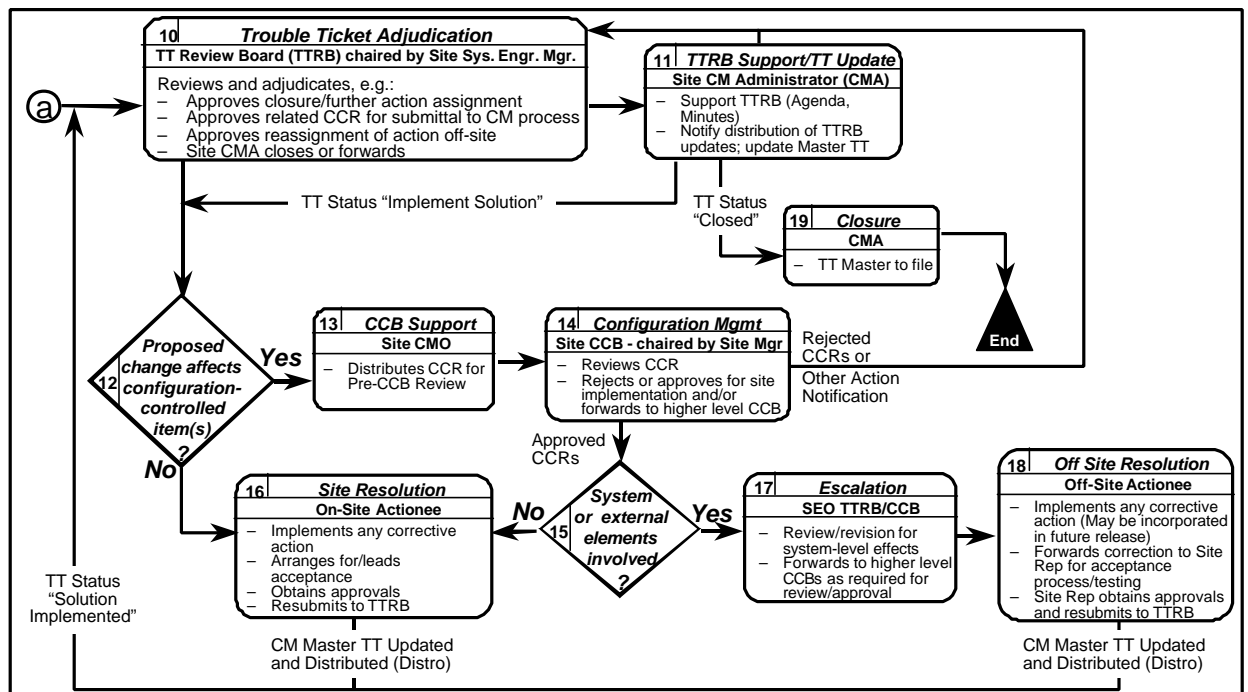 10 Trouble Ticket Adjudication
TT Review Board (TTRB) chaired by Site Sys. Engr. Mgr.
Reviews and adjudicates, e.g.:
– Approves closure/further action assignment
– Approves related CCR for submittal to CM process
– Approves reassignment of action off-site
– Site CMA closes or forwards
a
11 TTRB Support/TT Update
Site CM Administrator (CMA)
– Support TTRB (Agenda,
Minutes)
– Notify distribution of TTRB
updates; update Master TT
TT Status “Implement Solution”
TT Status
“Closed”
19 Closure
CMA
– TT Master to file
End
12
Proposed
change affects
configuration-
controlled
item(s)
?
Yes
No
13 CCB Support
Site CMO
– Distributes CCR for
Pre-CCB Review
14 Configuration Mgmt
Site CCB - chaired by Site Mgr
– Reviews CCR
– Rejects or approves for site
implementation and/or
forwards to higher level CCB
Rejected
CCRs or
Other Action
Notification
Approved
CCRs
15
System
or external
elements
involved
?
No
Yes
16 Site Resolution
On-Site Actionee
– Implements any corrective
action
– Arranges for/leads
acceptance
– Obtains approvals
– Resubmits to TTRB
17 Escalation
SEO TTRB/CCB
– Review/revision for
system-level effects
– Forwards to higher level
CCBs as required for
review/approval
18 Off Site Resolution
Off-Site Actionee
– Implements any corrective
action (May be incorporated
in future release)
– Forwards correction to Site
Rep for acceptance
process/testing
– Site Rep obtains approvals
and resubmits to TTRB
TT Status
“Solution
Implemented”
CM Master TT Updated
and Distributed (Distro)
CM Master TT Updated
and Distributed (Distro)